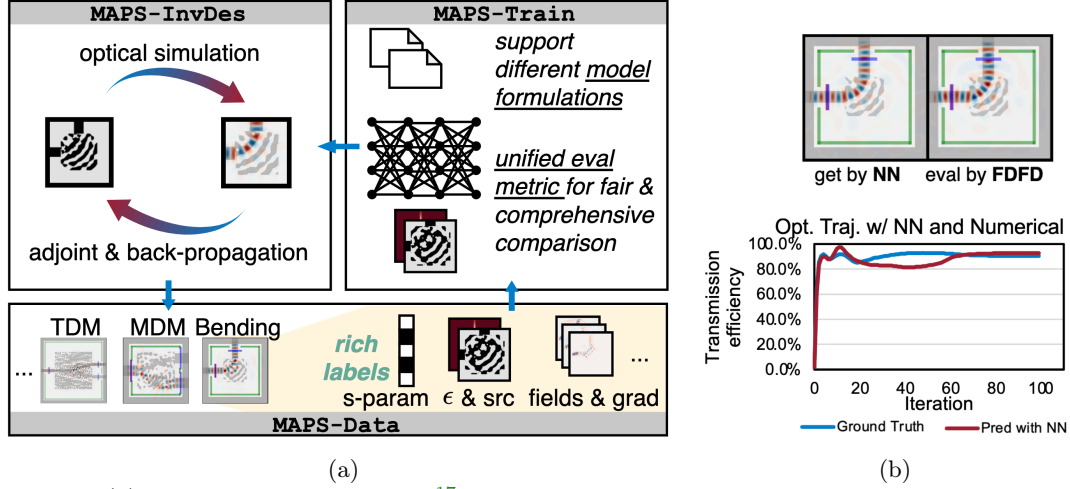 MAPS-InvDes
optical simulation
adjoint & back-propagation
MAPS-Train
support
different model
formulations
unified eval
metric for fair &
comprehensive
comparison
TDM
MDM
Bending
...
rich
labels
s-param
ϵ & src
fields & grad
...
MAPS-Data
(a)
get by NN
eval by FDFD
Opt. Traj. w/ NN and Numerical
Transmission
efficiency
100.0%
80.0%
60.0%
40.0%
20.0%
0.0%
0 20 40 60 80 100
Iteration
Ground Truth
Pred with NN
(b)